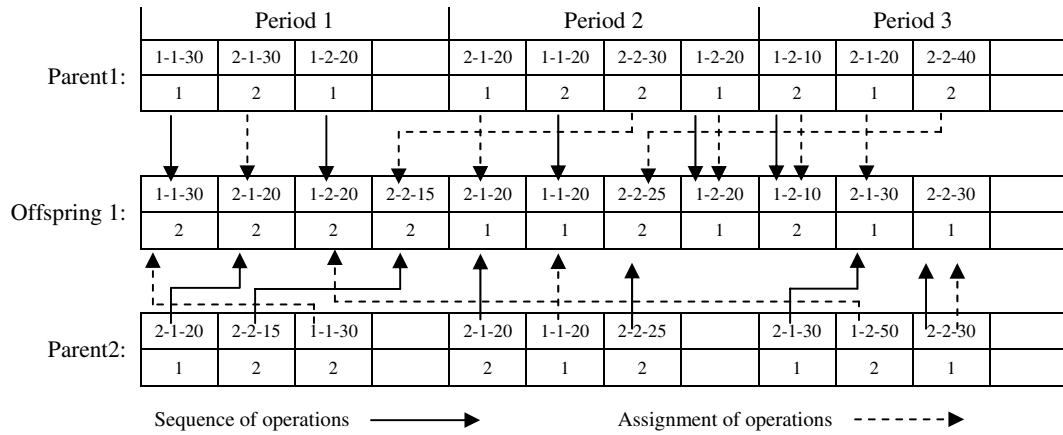 Period 1 Period 2 Period 3
Parent1: 1-1-30 2-1-30 1-2-20 2-1-20 1-1-20 2-2-30 1-2-20 1-2-10 2-1-20 2-2-40
1 2 1 1 2 2 1 2 1 2
Offspring 1: 1-1-30 2-1-20 1-2-20 2-2-15 2-1-20 1-1-20 2-2-25 1-2-20 1-2-10 2-1-30 2-2-30
2 2 2 2 1 1 2 1 2 1 1
Parent2: 2-1-20 2-2-15 1-1-30 2-1-20 1-1-20 2-2-25 2-1-30 1-2-50 2-2-30
1 2 2 2 1 2 1 2 1
Sequence of operations Assignment of operations